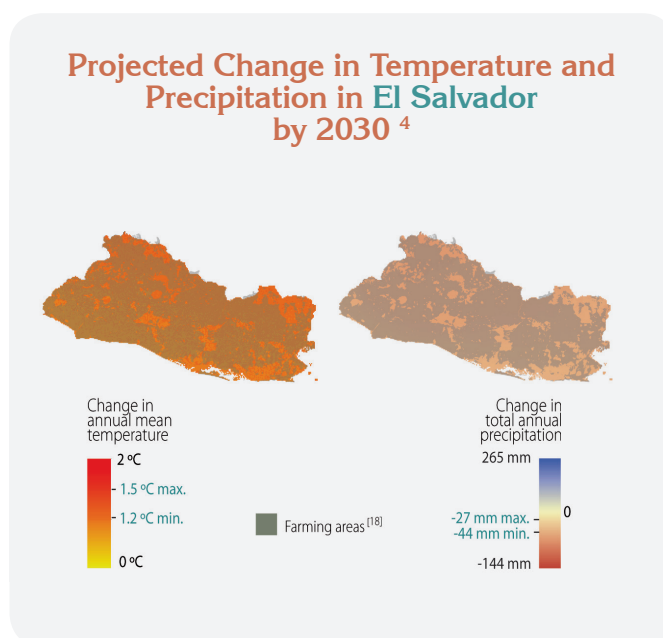 Projected Change in Temperature and
Precipitation in El Salvador
by 2030 4
Change in
annual mean
temperature
2 ºC
1.5 ºC max.
1.2 ºC min.
0 ºC
Farming areas [18]
Change in
total annual
precipitation
265 mm
0
-27 mm max.
-44 mm min.
-144 mm